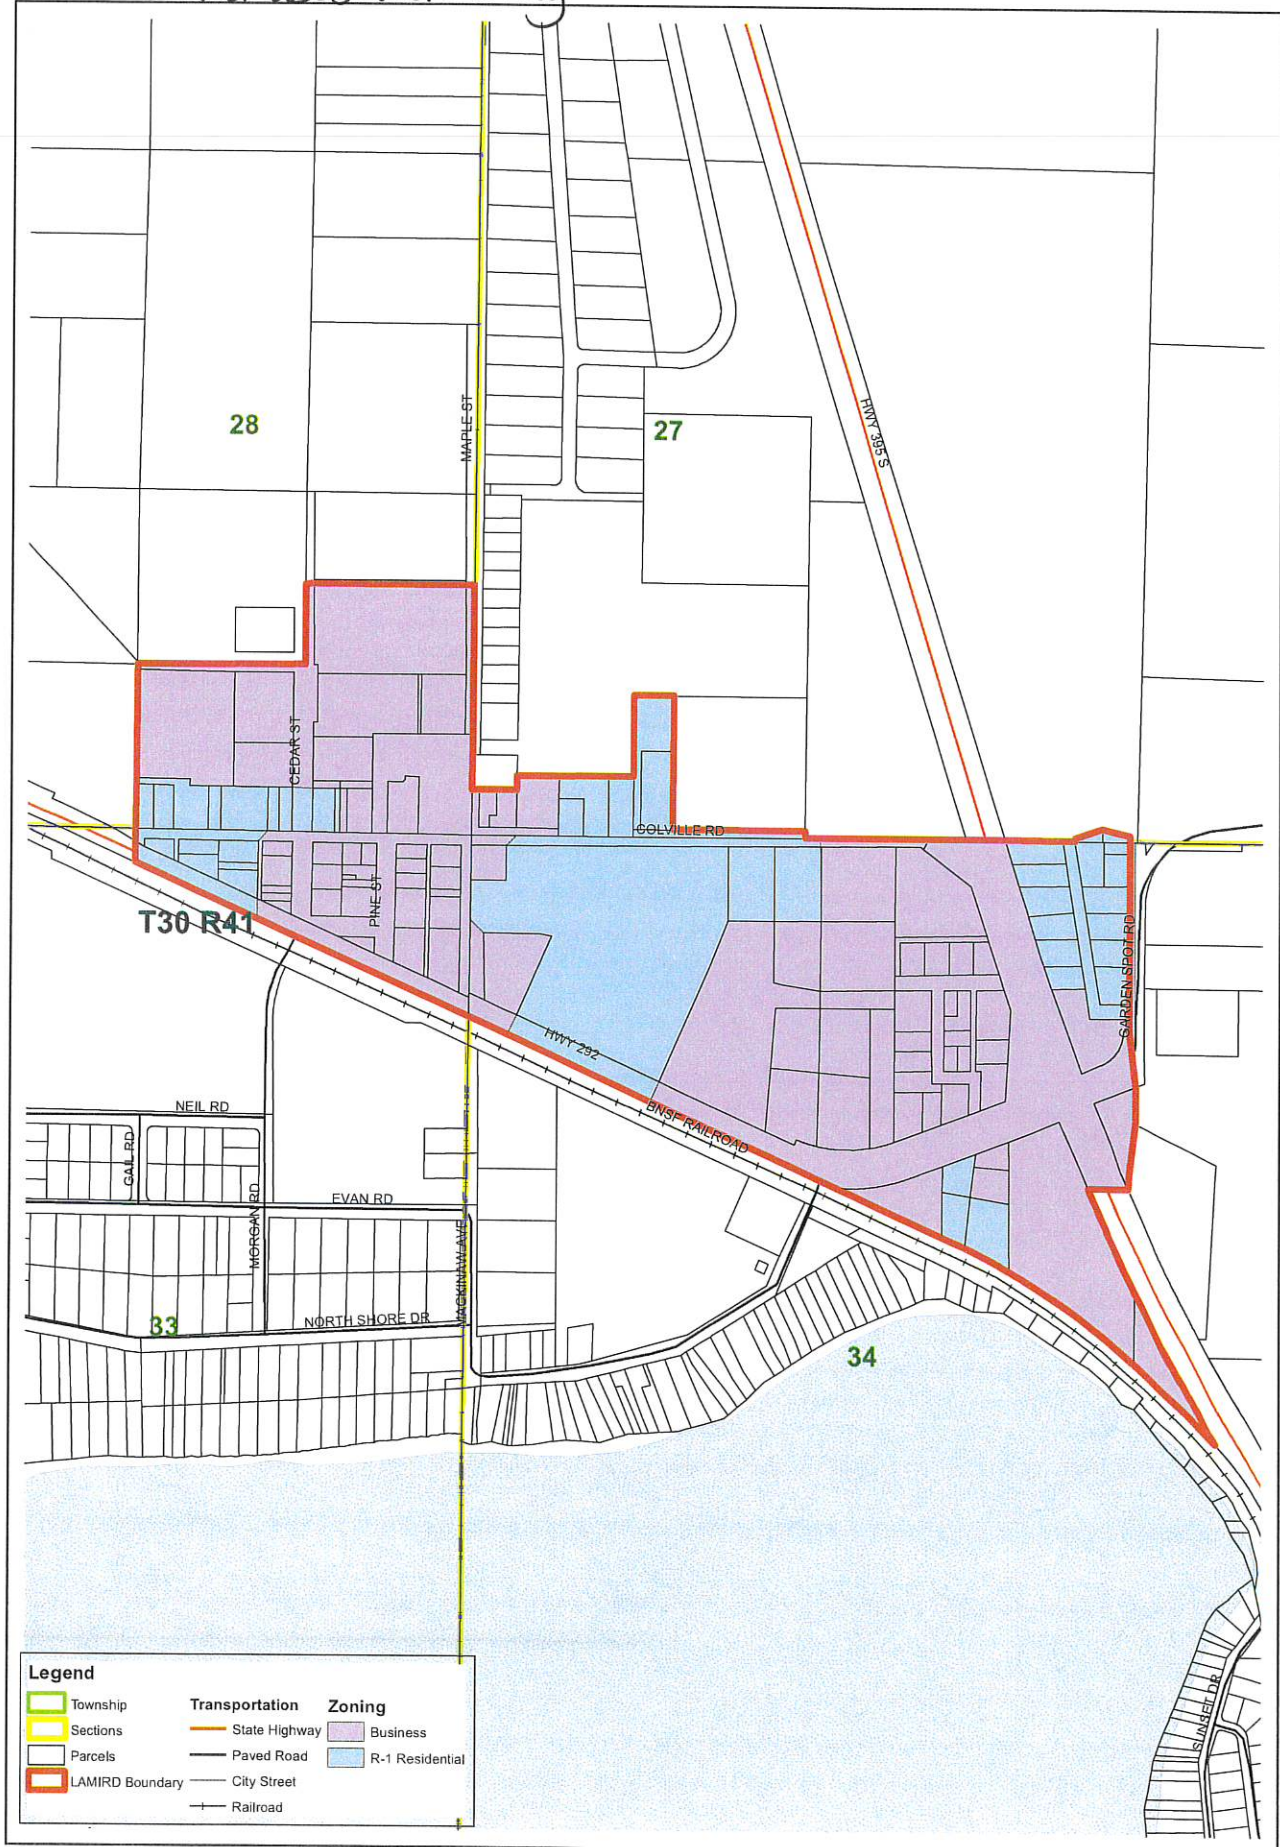 28
27
MAPLE ST
HWY 395 S
CEDAR ST
COLVILLE RD
PINE ST
T30 R41
GARDEN SPOT RD
HWY 292
BNSF RAILROAD
NEIL RD
GAIL RD
EVAN RD
MORGAN RD
MACKINAW AVE
33
NORTH SHORE DR
34
SUNSET DR
Legend
Township
Sections
Parcels
LAMIRD Boundary
Transportation
State Highway
Paved Road
City Street
Railroad
Zoning
Business
R-1 Residential